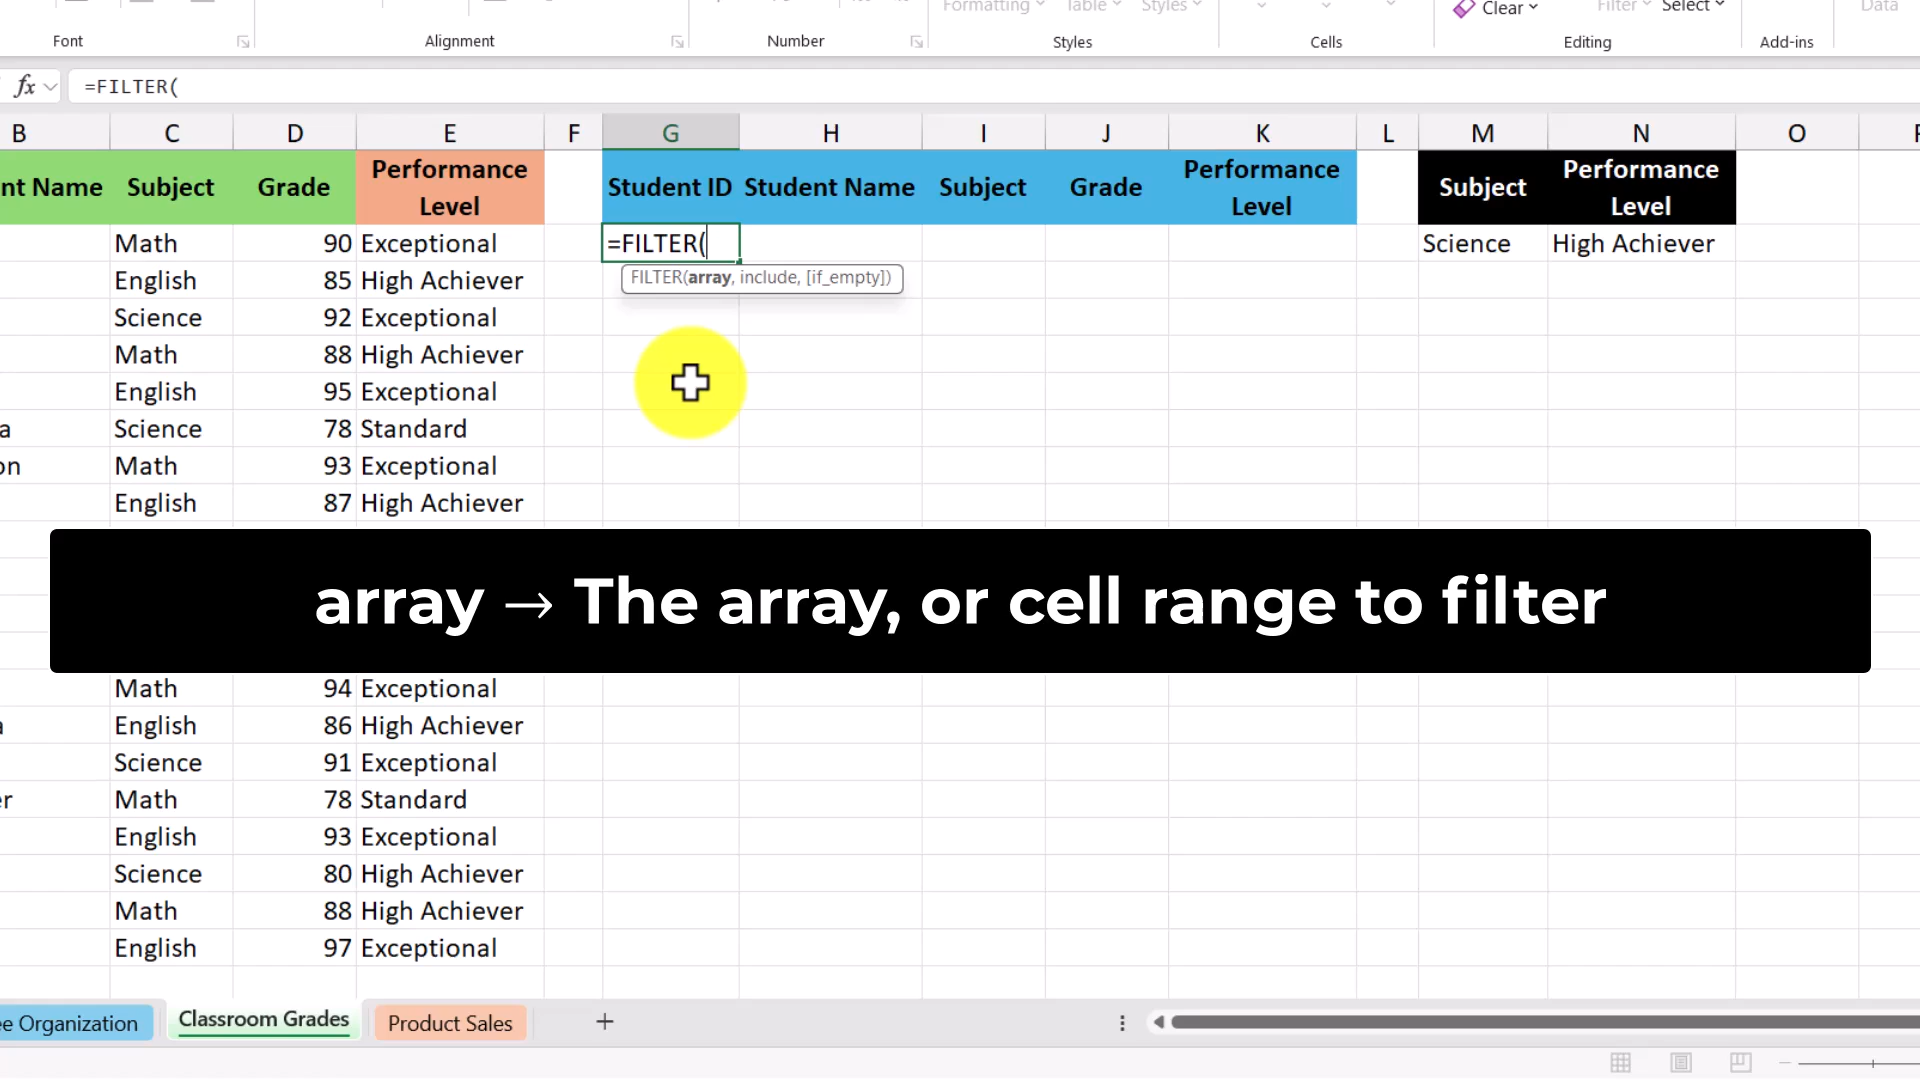 Formatting Table Styles Clear Filter Select Data
Font Alignment Number Styles Cells Editing Add-ins
fx =FILTER(
B C D E F G H I J K L M N O
nt Name Subject Grade Performance Level Student ID Student Name Subject Grade Performance Level Subject Performance Level
Math 90 Exceptional =FILTER( Science High Achiever
English 85 High Achiever FILTER(array, include, [if_empty])
Science 92 Exceptional
Math 88 High Achiever
English 95 Exceptional
a Science 78 Standard
on Math 93 Exceptional
English 87 High Achiever
array → The array, or cell range to filter
Math 94 Exceptional
a English 86 High Achiever
Science 91 Exceptional
er Math 78 Standard
English 93 Exceptional
Science 80 High Achiever
Math 88 High Achiever
English 97 Exceptional
ee Organization Classroom Grades Product Sales +